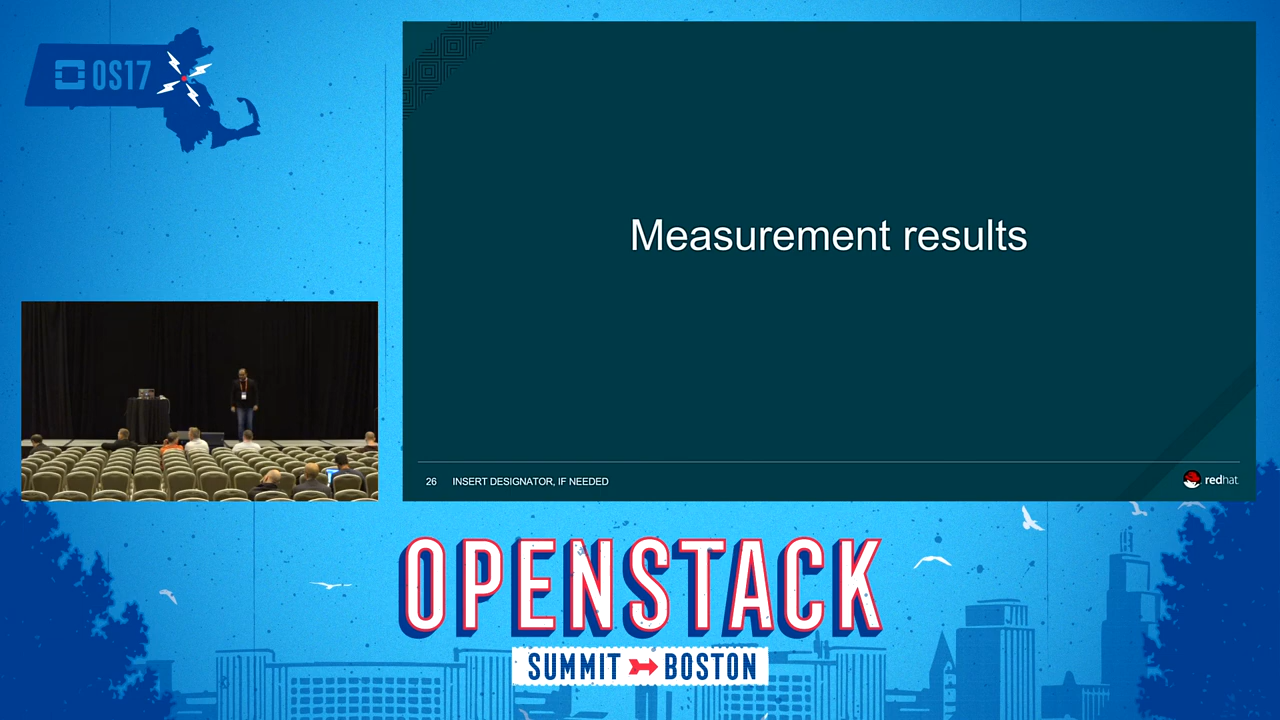 OS17
Measurement results
26 INSERT DESIGNATOR, IF NEEDED
redhat.
OPENSTACK
SUMMIT BOSTON